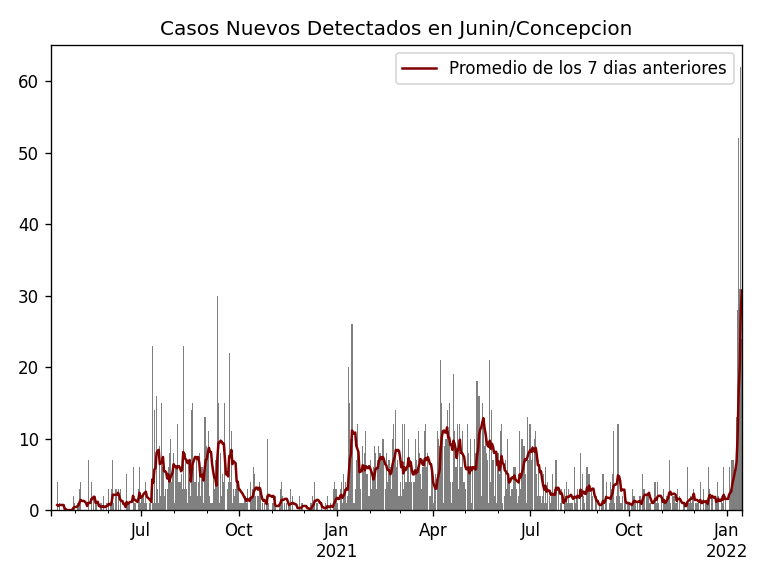 Casos Nuevos Detectados en Junin/Concepcion
Promedio de los 7 dias anteriores
60
50
40
30
20
10
0
Jul
Oct
Jan
2021
Apr
Jul
Oct
Jan
2022